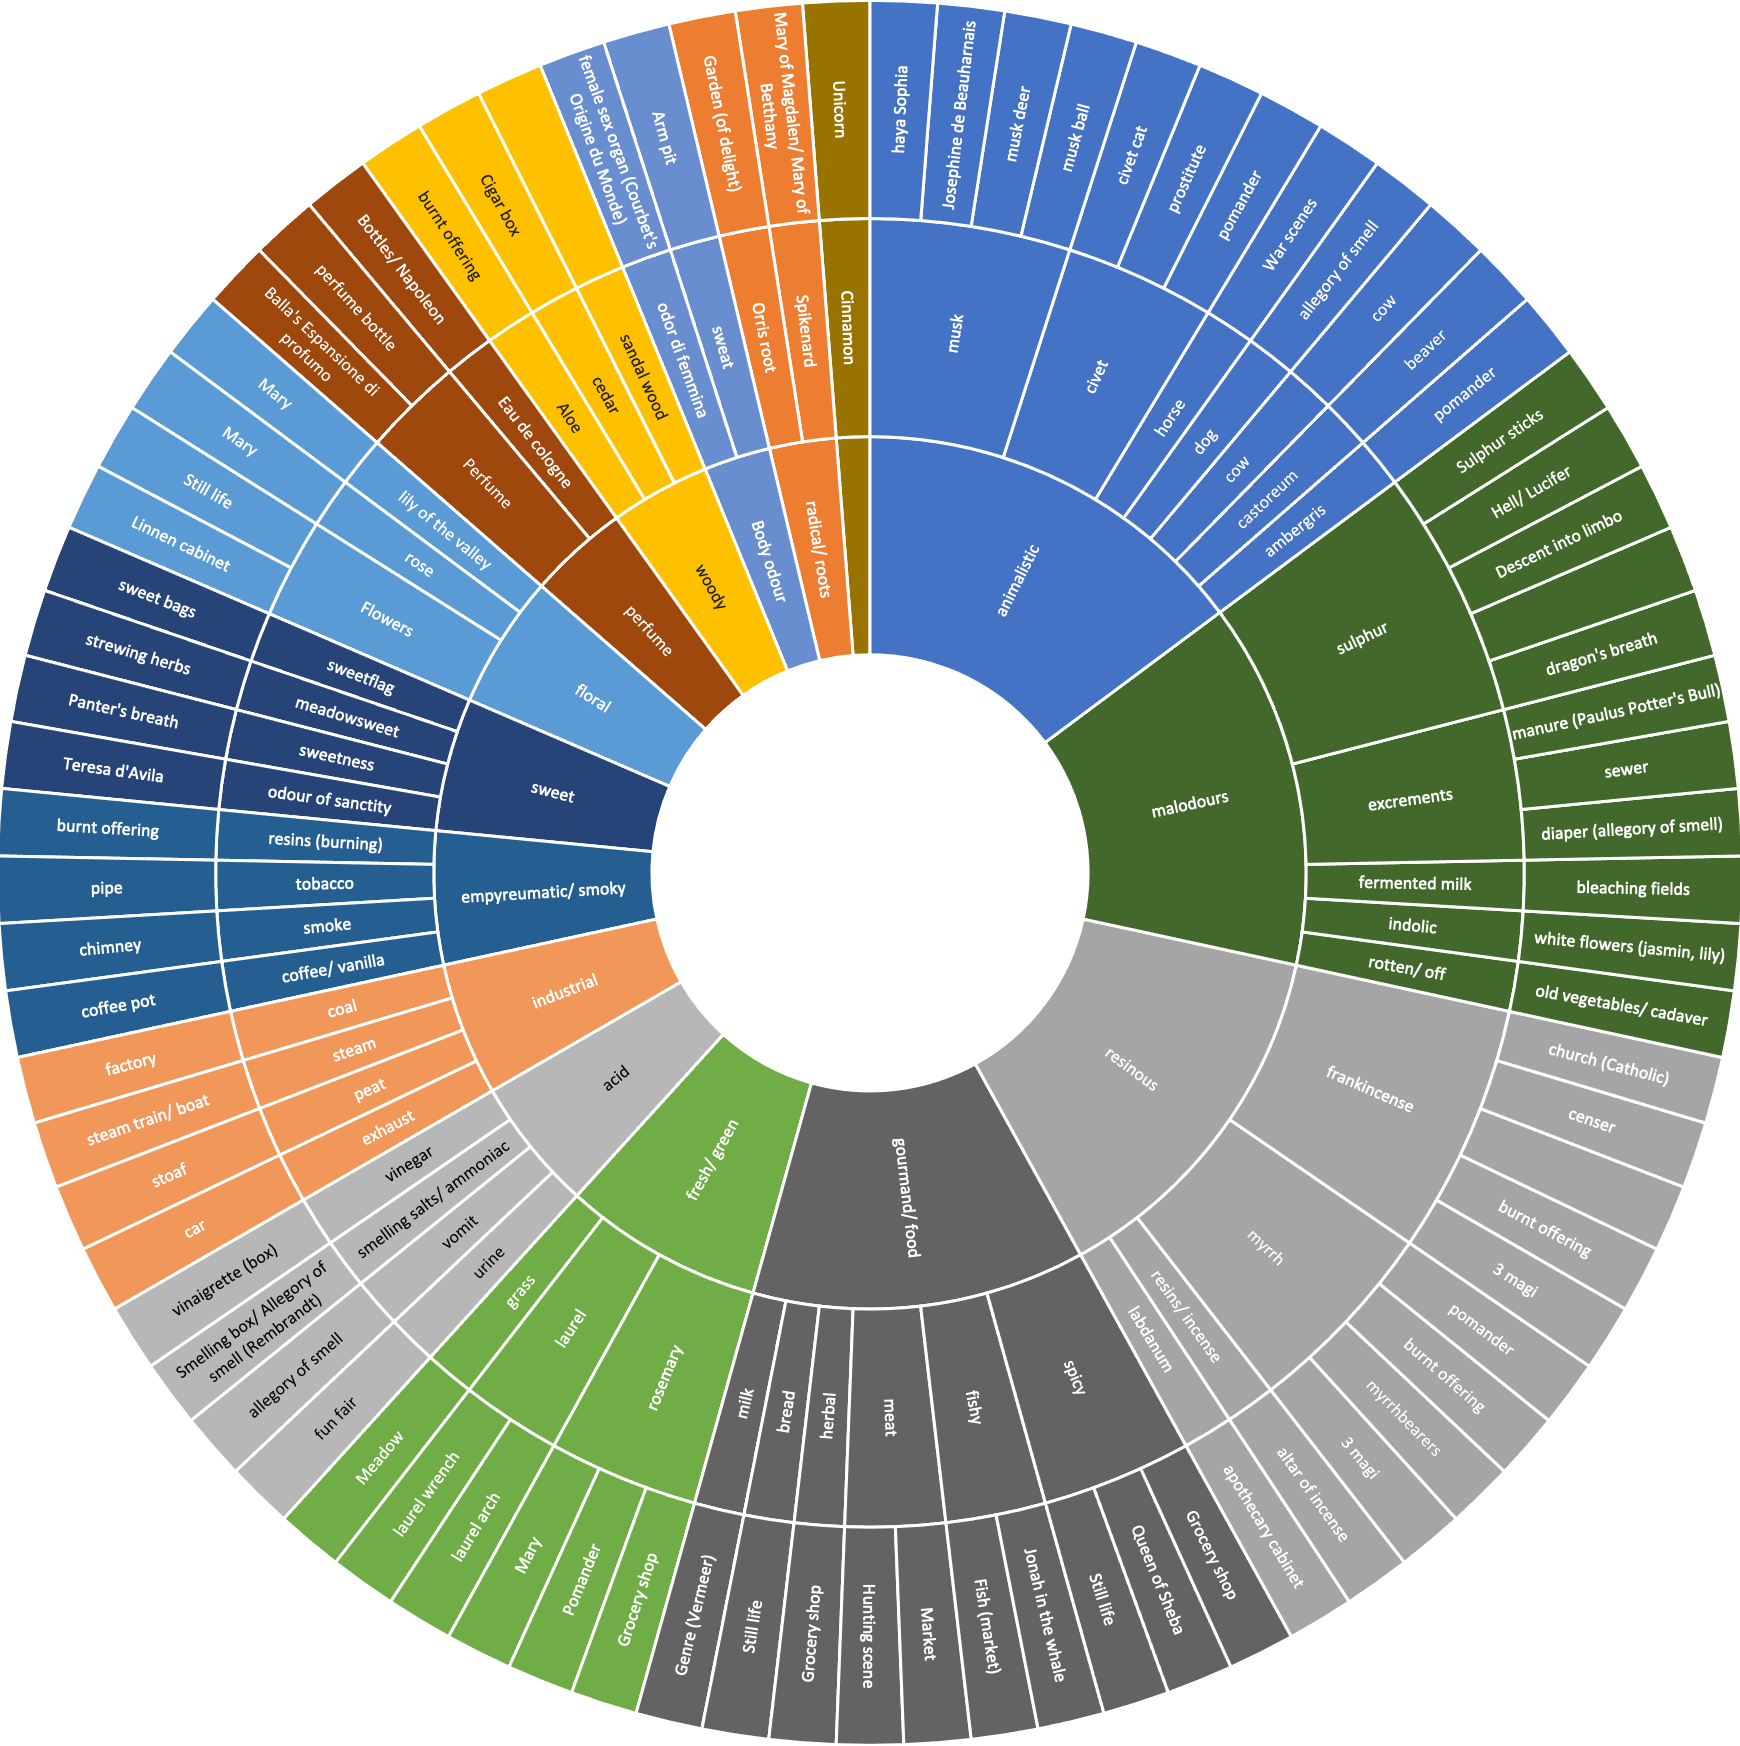 animalistic
musk
haya Sophia
Josephine de Beauharnais
musk deer
musk ball
civet
civet cat
prostitute
pomander
horse
War scenes
dog
allegory of smell
cow
cow
castoreum
beaver
ambergris
pomander
malodours
sulphur
Sulphur sticks
Hell/ Lucifer
Descent into limbo
dragon's breath
excrements
manure (Paulus Potter's Bull)
sewer
diaper (allegory of smell)
fermented milk
bleaching fields
indolic
white flowers (jasmin, lily)
rotten/ off
old vegetables/ cadaver
resinous
frankincense
church (Catholic)
censer
burnt offering
3 magi
myrrh
pomander
burnt offering
myrrhbearers
3 magi
resins/ incense
altar of incense
labdanum
apothecary cabinet
gourmand/ food
spicy
Grocery shop
Queen of Sheba
Still life
fishy
Jonah in the whale
Fish (market)
meat
Market
Hunting scene
herbal
Grocery shop
bread
Still life
milk
Genre (Vermeer)
fresh/ green
rosemary
Grocery shop
Pomander
Mary
laurel
laurel arch
laurel wrench
grass
Meadow
acid
urine
fun fair
vomit
allegory of smell
smelling salts/ ammoniac
Smelling box/ Allegory of
smell (Rembrandt)
vinegar
vinaigrette (box)
industrial
exhaust
car
peat
stoaf
steam
steam train/ boat
coal
factory
empyreumatic/ smoky
coffee/ vanilla
coffee pot
smoke
chimney
tobacco
pipe
resins (burning)
burnt offering
sweet
odour of sanctity
Teresa d'Avila
sweetness
Panter's breath
meadowsweet
strewing herbs
sweetflag
sweet bags
floral
Flowers
Linnen cabinet
Still life
rose
Mary
lily of the valley
Mary
perfume
Perfume
Balla's Espansione di
profumo
perfume bottle
Eau de cologne
Bottles/ Napoleon
woody
Aloe
burnt offering
cedar
Cigar box
sandal wood
Body odour
odor di femmina
female sex organ (Courbet's
Origine du Monde)
sweat
Arm pit
radical/ roots
Orris root
Garden (of delight)
Spikenard
Mary of Magdalen/ Mary of
Betthany
Cinnamon
Unicorn